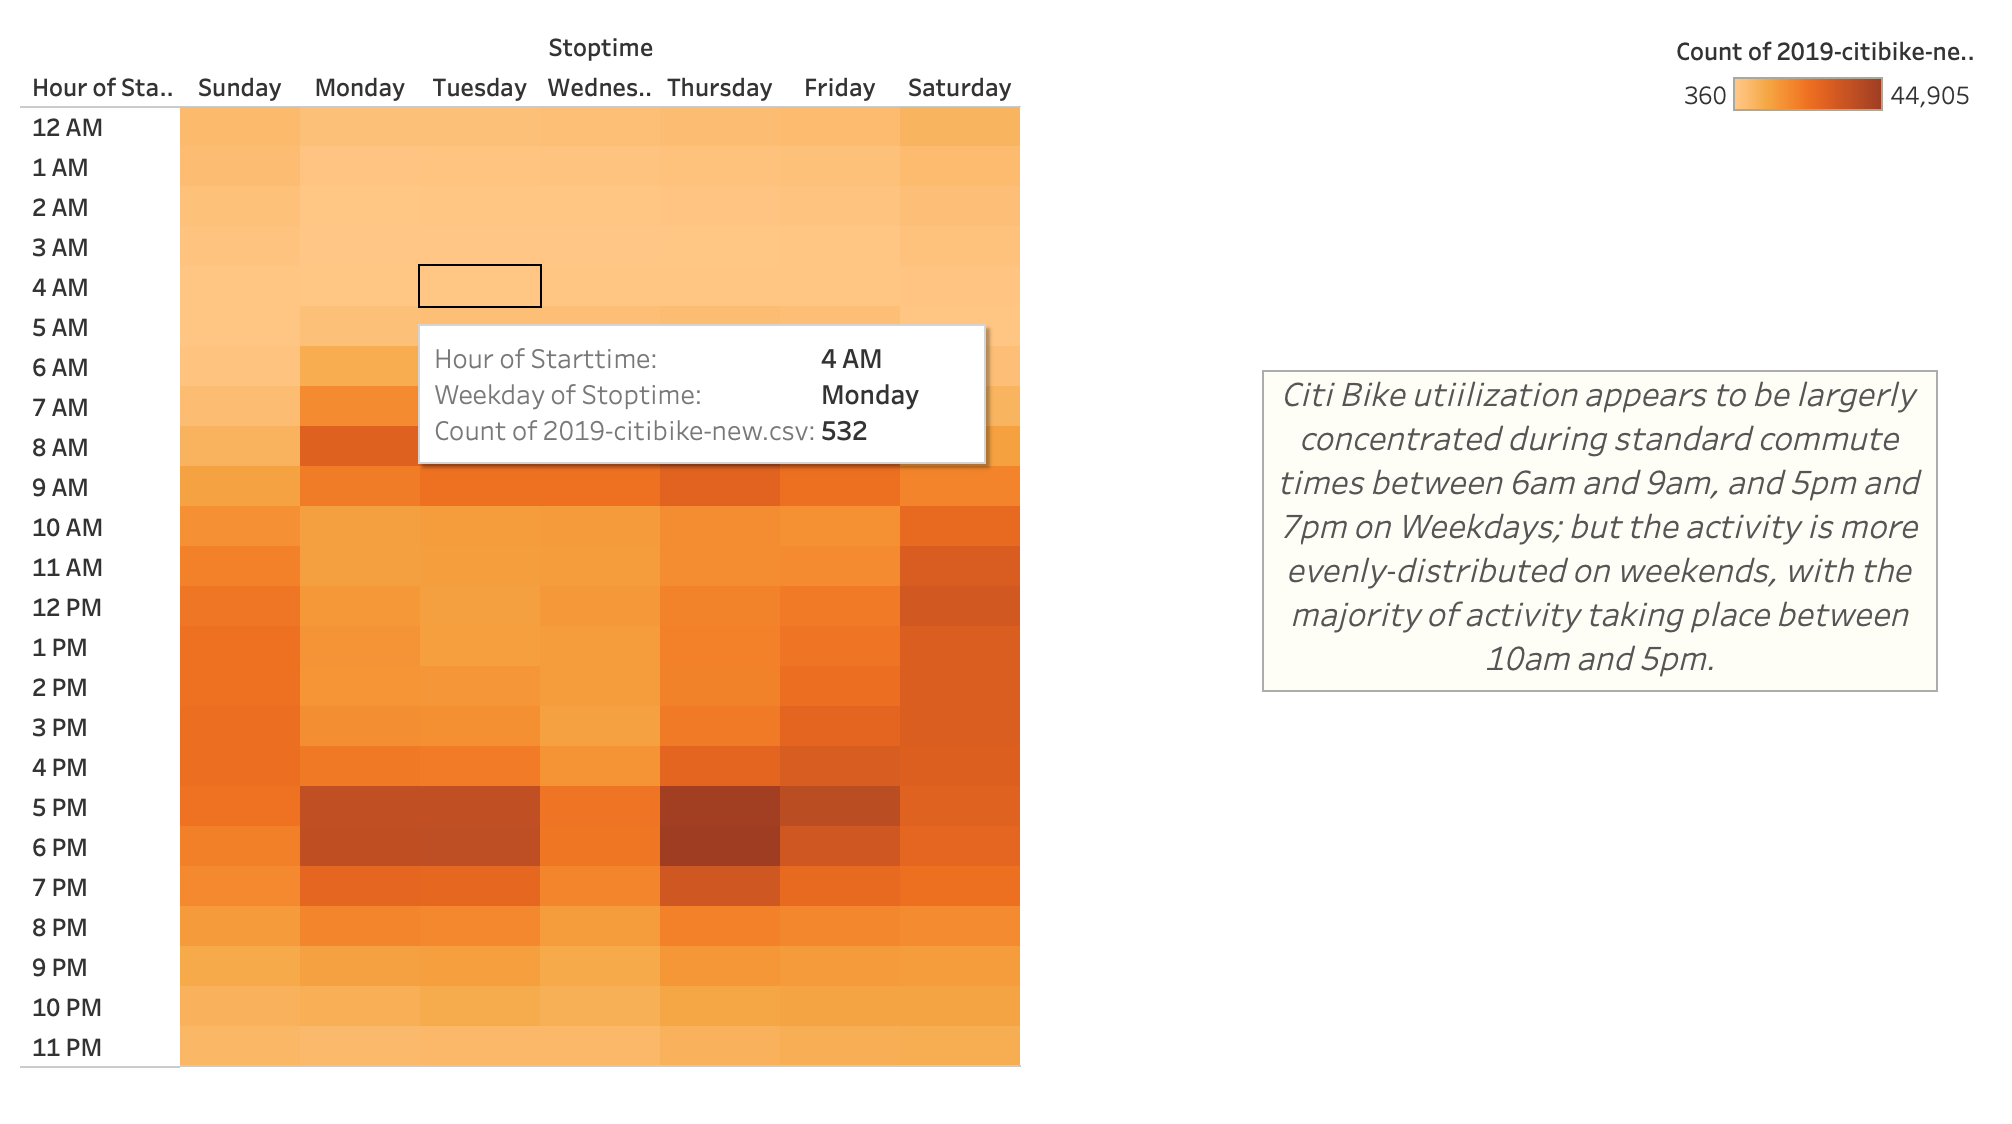 Stoptime
Hour of Sta.. Sunday Monday Tuesday Wednes.. Thursday Friday Saturday
12 AM
1 AM
2 AM
3 AM
4 AM
5 AM
6 AM
7 AM
8 AM
9 AM
10 AM
11 AM
12 PM
1 PM
2 PM
3 PM
4 PM
5 PM
6 PM
7 PM
8 PM
9 PM
10 PM
11 PM
Hour of Starttime: 4 AM
Weekday of Stoptime: Monday
Count of 2019-citibike-new.csv: 532
Count of 2019-citibike-ne..
360 44,905
Citi Bike utiilization appears to be largerly
concentrated during standard commute
times between 6am and 9am, and 5pm and
7pm on Weekdays; but the activity is more
evenly-distributed on weekends, with the
majority of activity taking place between
10am and 5pm.